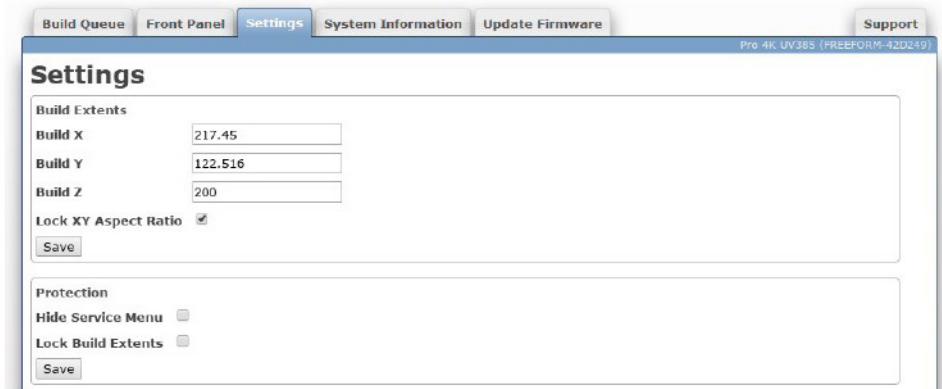 Build Queue Front Panel Settings System Information Update Firmware Support
Pro 4K UV385 (FREEFORM-42D249)
Settings
Build Extents
Build X 217.45
Build Y 122.516
Build Z 200
Lock XY Aspect Ratio
Save
Protection
Hide Service Menu
Lock Build Extents
Save